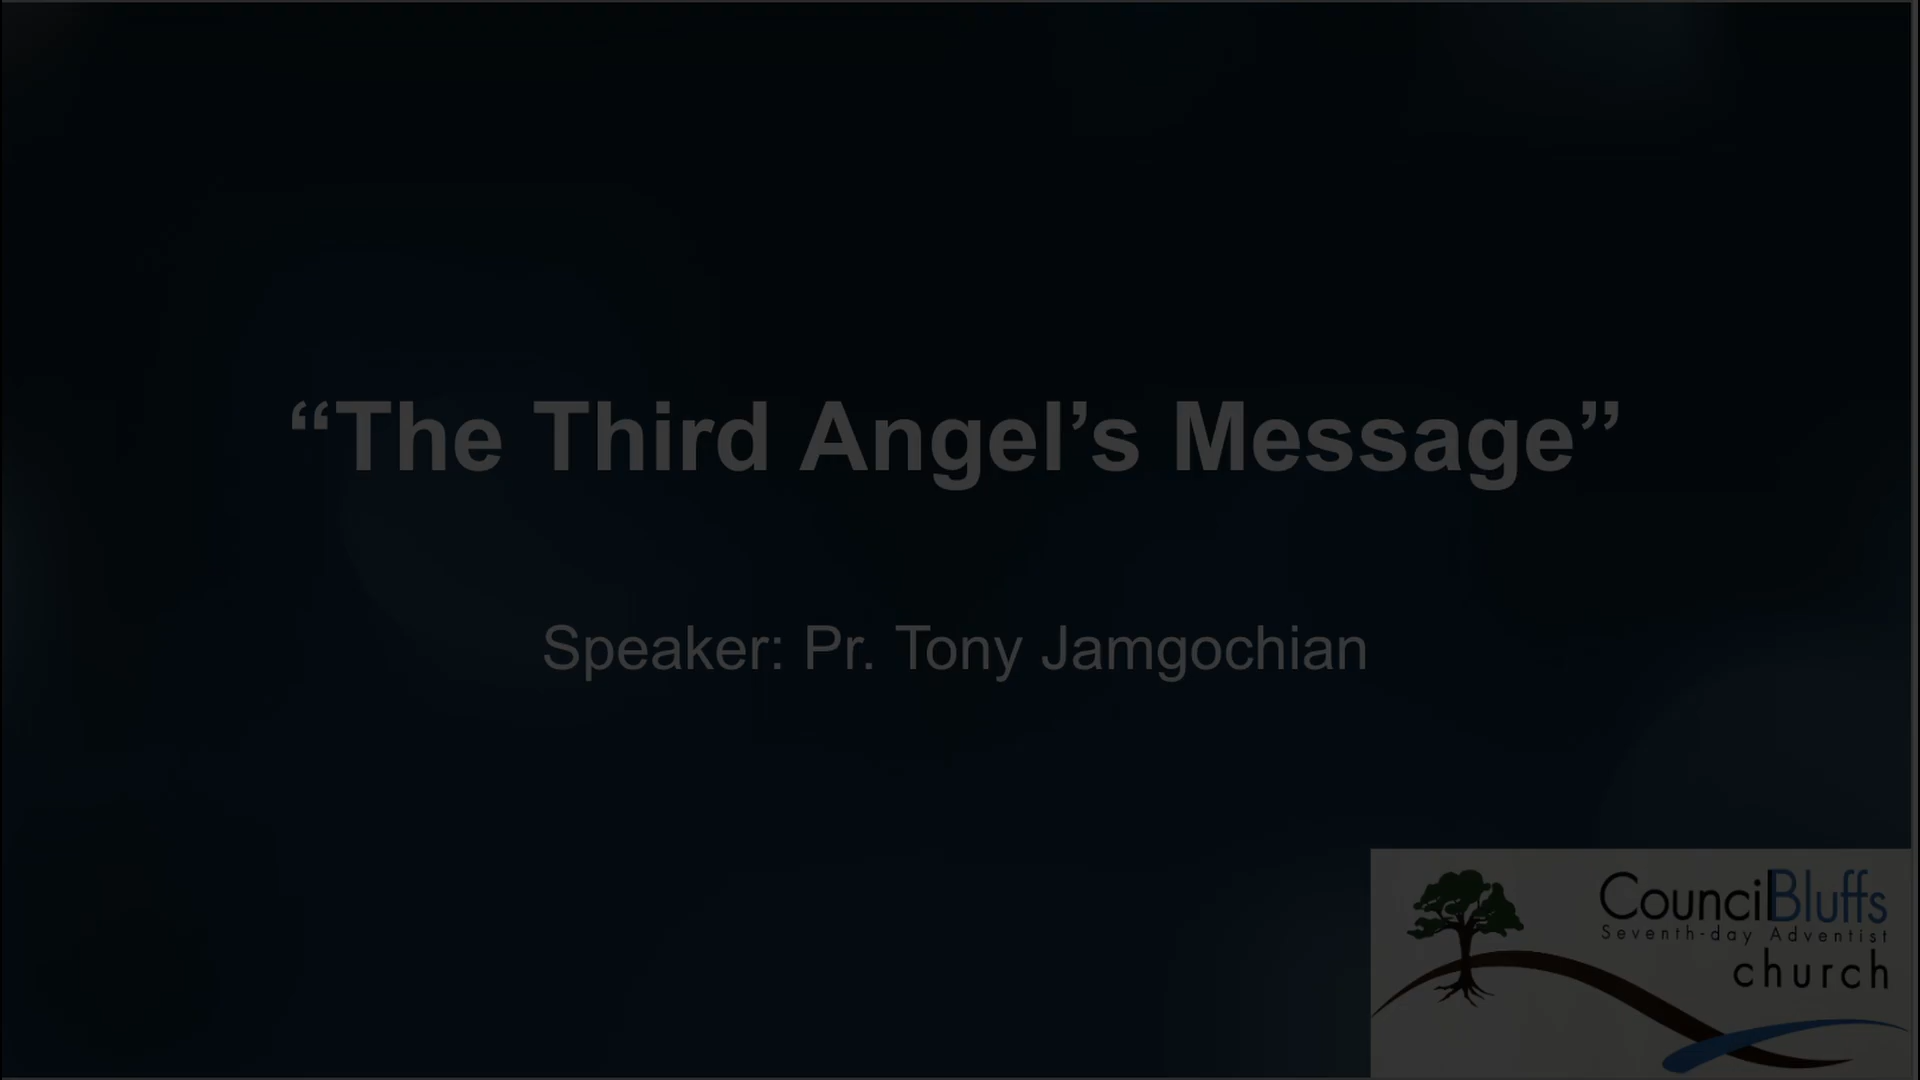 “The Third Angel’s Message”
Speaker: Pr. Tony Jamgochian
CouncilBluffs
Seventh-day Adventist
church